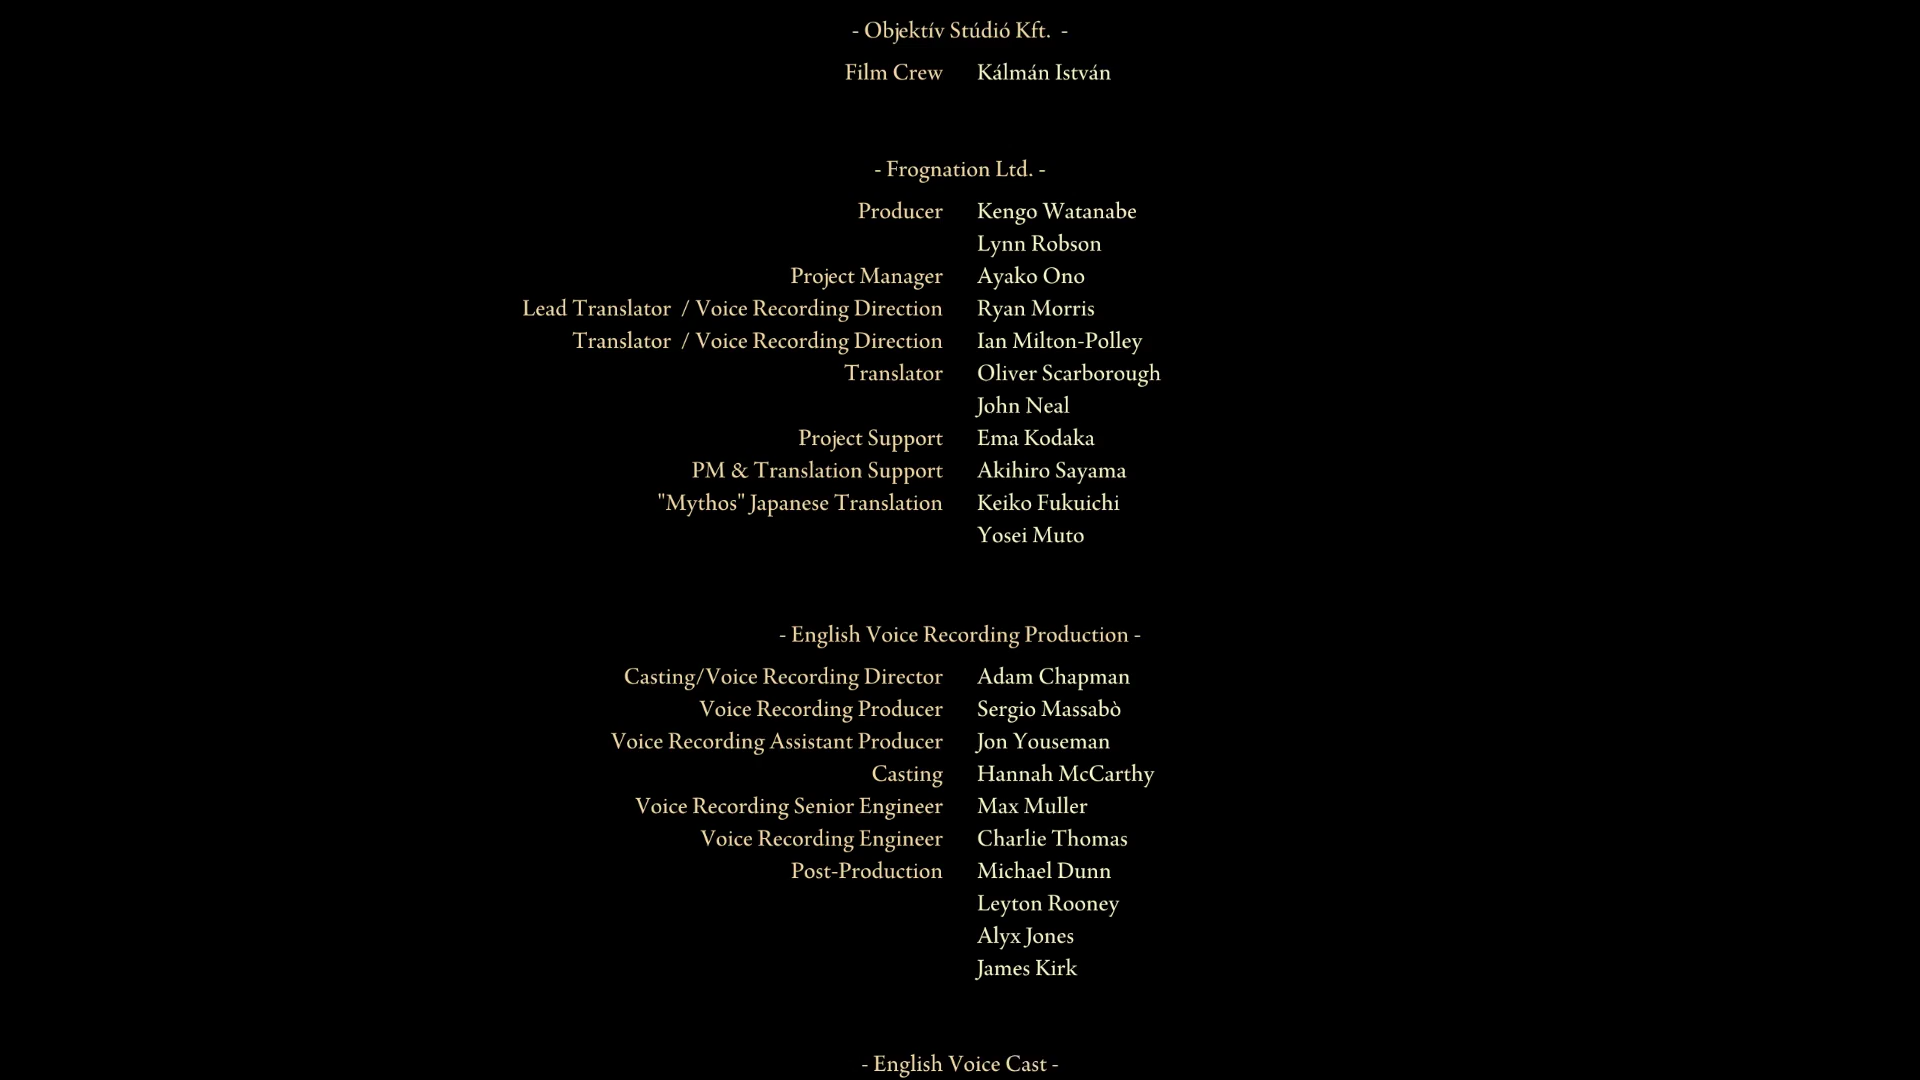 - Objektív Stúdió Kft.  -
Film Crew Kálmán István
- Frognation Ltd. -
Producer Kengo Watanabe
Lynn Robson
Project Manager Ayako Ono
Lead Translator  / Voice Recording Direction Ryan Morris
Translator  / Voice Recording Direction Ian Milton-Polley
Translator Oliver Scarborough
John Neal
Project Support Ema Kodaka
PM & Translation Support Akihiro Sayama
"Mythos" Japanese Translation Keiko Fukuichi
Yosei Muto
- English Voice Recording Production -
Casting/Voice Recording Director Adam Chapman
Voice Recording Producer Sergio Massabò
Voice Recording Assistant Producer Jon Youseman
Casting Hannah McCarthy
Voice Recording Senior Engineer Max Muller
Voice Recording Engineer Charlie Thomas
Post-Production Michael Dunn
Leyton Rooney
Alyx Jones
James Kirk
- English Voice Cast -